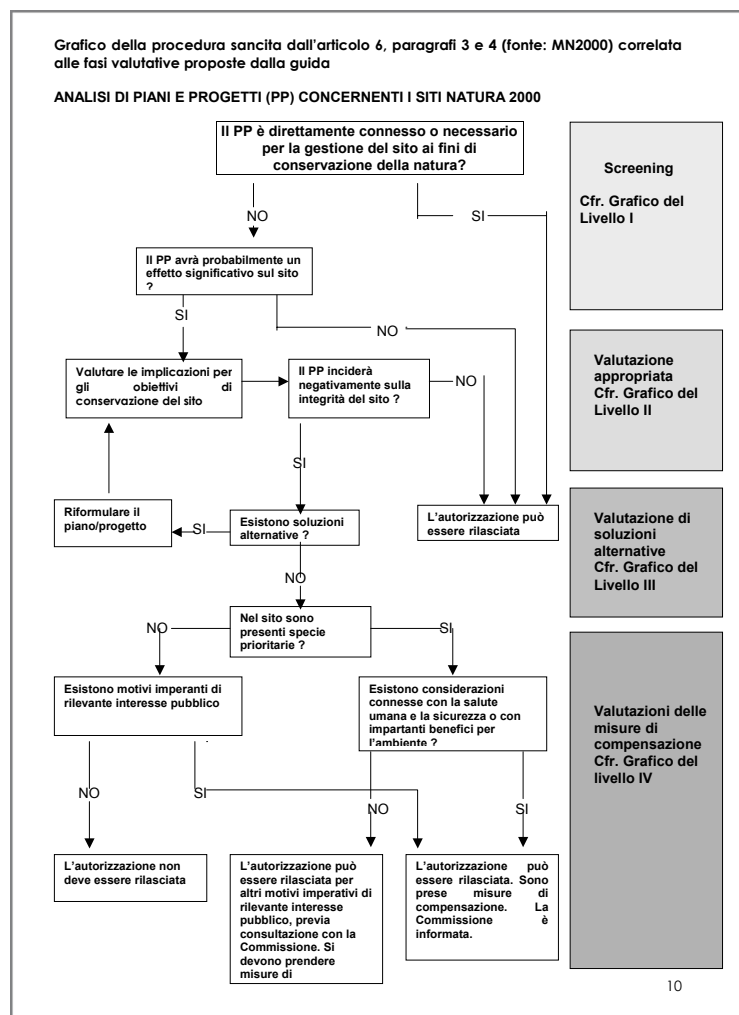 Grafico della procedura sancita dall'articolo 6, paragrafi 3 e 4 (fonte: MN2000) correlata
alle fasi valutative proposte dalla guida
ANALISI DI PIANI E PROGETTI (PP) CONCERNENTI I SITI NATURA 2000
Il PP è direttamente connesso o necessario
per la gestione del sito ai fini di
conservazione della natura?
Screening
Cfr. Grafico del
Livello I
NO
SI
Il PP avrà probabilmente un
effetto significativo sul sito
?
SI
NO
Valutare le implicazioni per
gli obiettivi di
conservazione del sito
Il PP inciderà
negativamente sulla
integrità del sito ?
NO
Valutazione
appropriata
Cfr. Grafico del
Livello II
SI
Riformulare il
piano/progetto
SI
Esistono soluzioni
alternative ?
L'autorizzazione può
essere rilasciata
Valutazione di
soluzioni
alternative
Cfr. Grafico del
Livello III
NO
Nel sito sono
presenti specie
prioritarie ?
NO
SI
Esistono motivi imperanti di
rilevante interesse pubblico
Esistono considerazioni
connesse con la salute
umana e la sicurezza o con
impartanti benefici per
l'ambiente ?
Valutazioni delle
misure di
compensazione
Cfr. Grafico del
livello IV
NO
SI
NO
SI
L'autorizzazione non
deve essere rilasciata
L'autorizzazione può
essere rilasciata per
altri motivi imperativi di
rilevante interesse
pubblico, previa
consultazione con la
Commissione. Si
devono prendere
misure di
L'autorizzazione può
essere rilasciata. Sono
prese misure di
compensazione. La
Commissione è
informata.
10